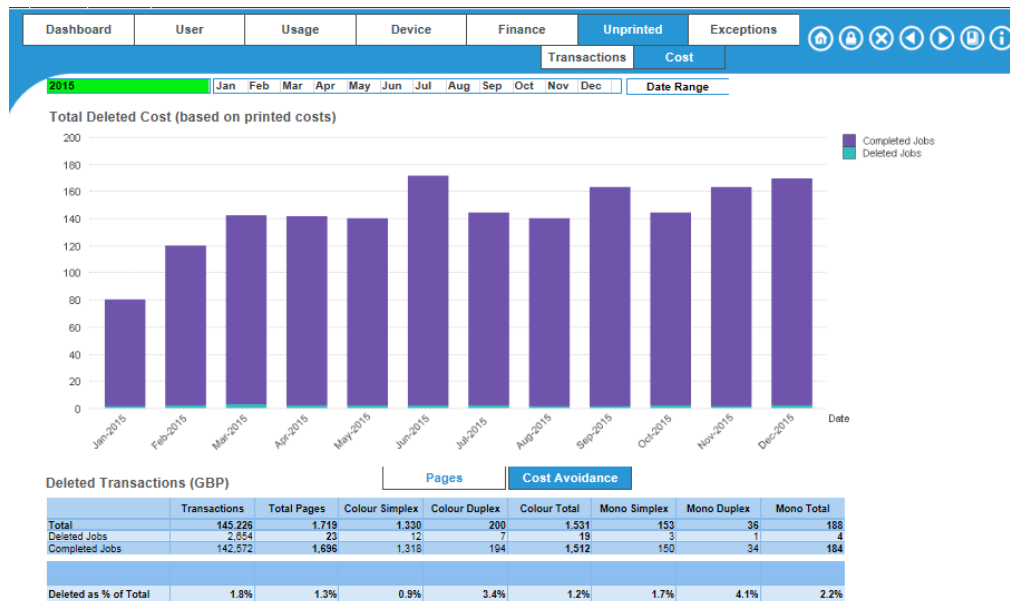 Dashboard User Usage Device Finance Unprinted Exceptions
Transactions Cost
2015 Jan Feb Mar Apr May Jun Jul Aug Sep Oct Nov Dec Date Range
Total Deleted Cost (based on printed costs)
Completed Jobs
Deleted Jobs
200
180
160
140
120
100
80
60
40
20
0
Date
Jan-2015 Feb-2015 Mar-2015 Apr-2015 May-2015 Jun-2015 Jul-2015 Aug-2015 Sep-2015 Oct-2015 Nov-2015 Dec-2015
Deleted Transactions (GBP) Pages Cost Avoidance
Transactions Total Pages Colour Simplex Colour Duplex Colour Total Mono Simplex Mono Duplex Mono Total
Total 145,226 1,719 1,330 200 1,531 153 36 188
Deleted Jobs 2,654 23 12 7 19 3 1 4
Completed Jobs 142,572 1,696 1,318 194 1,512 150 34 184
Deleted as % of Total 1.8% 1.3% 0.9% 3.4% 1.2% 1.7% 4.1% 2.2%